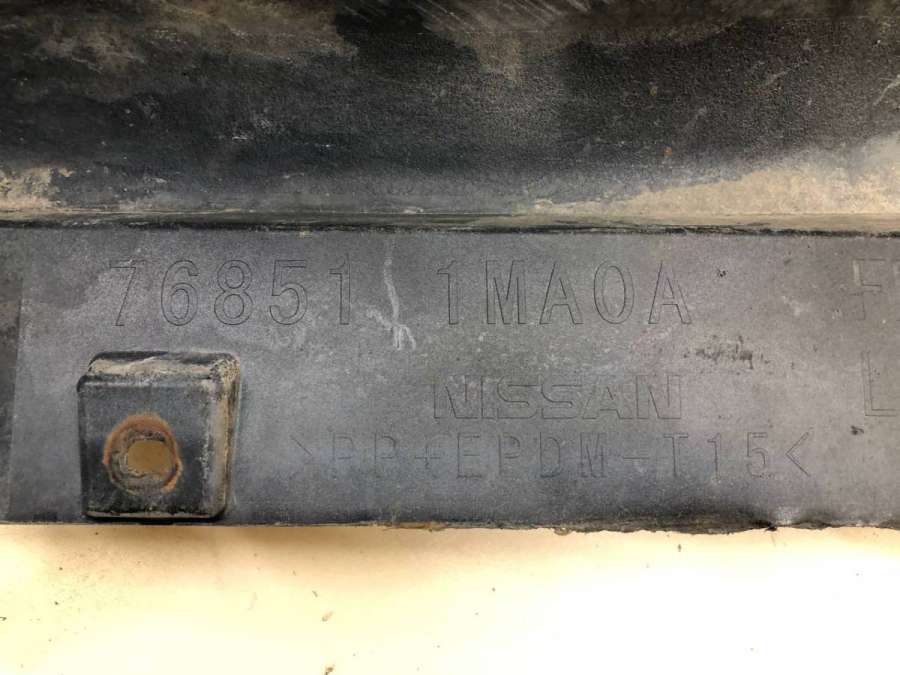 76851 1MA0A
NISSAN
>PP+EPDM-T15<